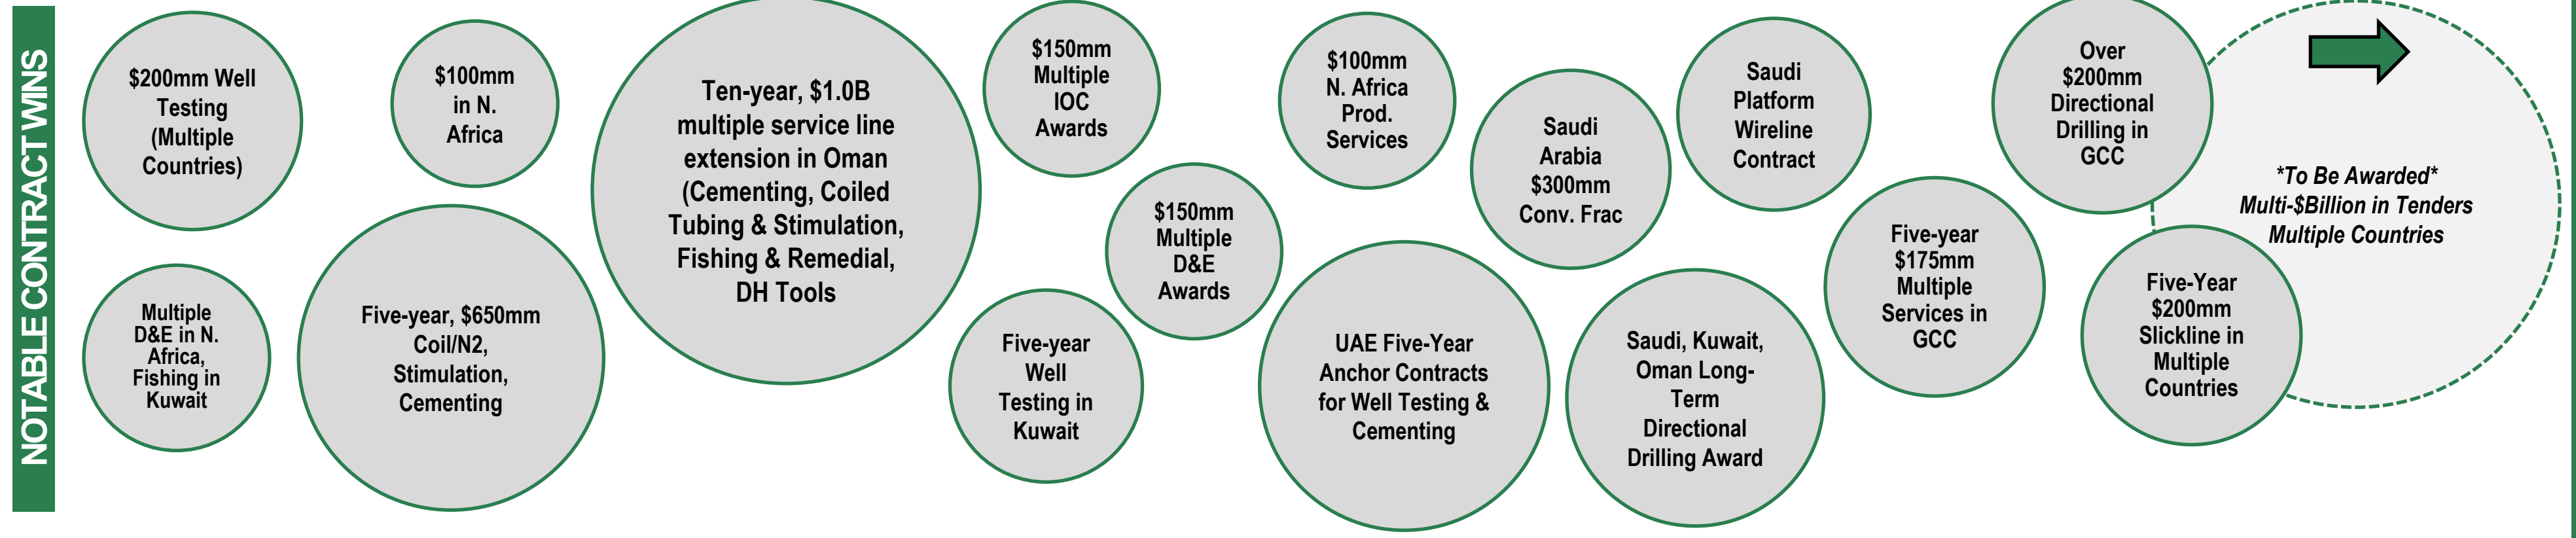 NOTABLE CONTRACT WINS
$200mm Well
Testing
(Multiple
Countries)
Multiple
D&E in N.
Africa,
Fishing in
Kuwait
$100mm
in N.
Africa
Five-year, $650mm
Coil/N2,
Stimulation,
Cementing
Ten-year, $1.0B
multiple service line
extension in Oman
(Cementing, Coiled
Tubing & Stimulation,
Fishing & Remedial,
DH Tools
$150mm
Multiple
IOC
Awards
Five-year
Well
Testing in
Kuwait
$150mm
Multiple
D&E
Awards
$100mm
N. Africa
Prod.
Services
UAE Five-Year
Anchor Contracts
for Well Testing &
Cementing
Saudi
Arabia
$300mm
Conv. Frac
Saudi, Kuwait,
Oman Long-
Term
Directional
Drilling Award
Saudi
Platform
Wireline
Contract
Five-year
$175mm
Multiple
Services in
GCC
Over
$200mm
Directional
Drilling in
GCC
Five-Year
$200mm
Slickline in
Multiple
Countries
*To Be Awarded*
Multi-$Billion in Tenders
Multiple Countries